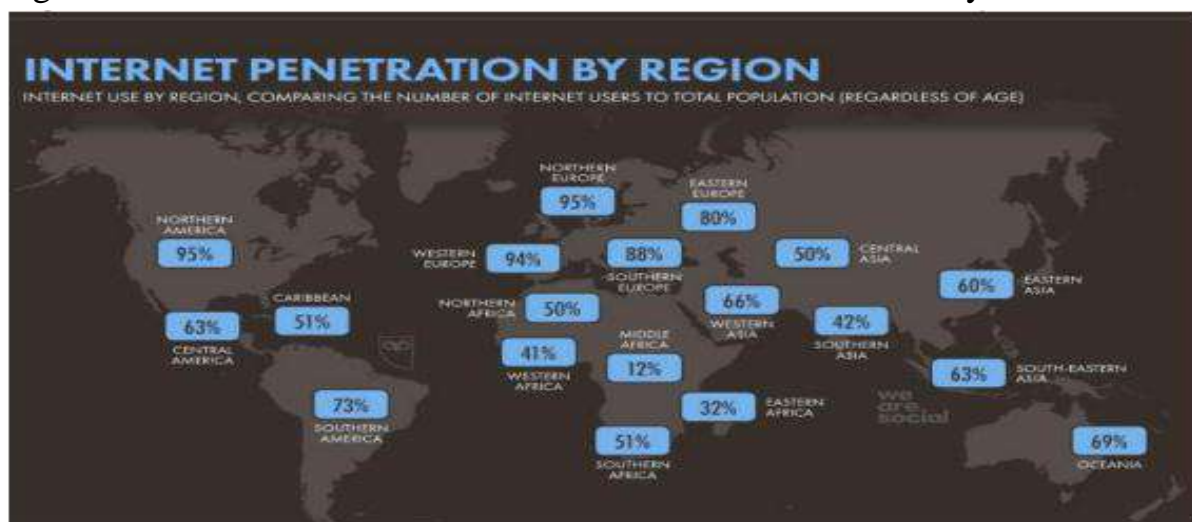 INTERNET PENETRATION BY REGION
INTERNET USE BY REGION, COMPARING THE NUMBER OF INTERNET USERS TO TOTAL POPULATION (REGARDLESS OF AGE)
NORTHERN
AMERICA
95%
CENTRAL
AMERICA
63%
CARIBBEAN
51%
SOUTHERN
AMERICA
73%
NORTHERN
EUROPE
95%
WESTERN
EUROPE
94%
EASTERN
EUROPE
80%
SOUTHERN
EUROPE
88%
NORTHERN
AFRICA
50%
WESTERN
AFRICA
41%
MIDDLE
AFRICA
12%
EASTERN
AFRICA
32%
SOUTHERN
AFRICA
51%
WESTERN
ASIA
66%
CENTRAL
ASIA
50%
SOUTHERN
ASIA
42%
EASTERN
ASIA
60%
SOUTH-EASTERN
ASIA
63%
OCEANIA
69%
we
are
social